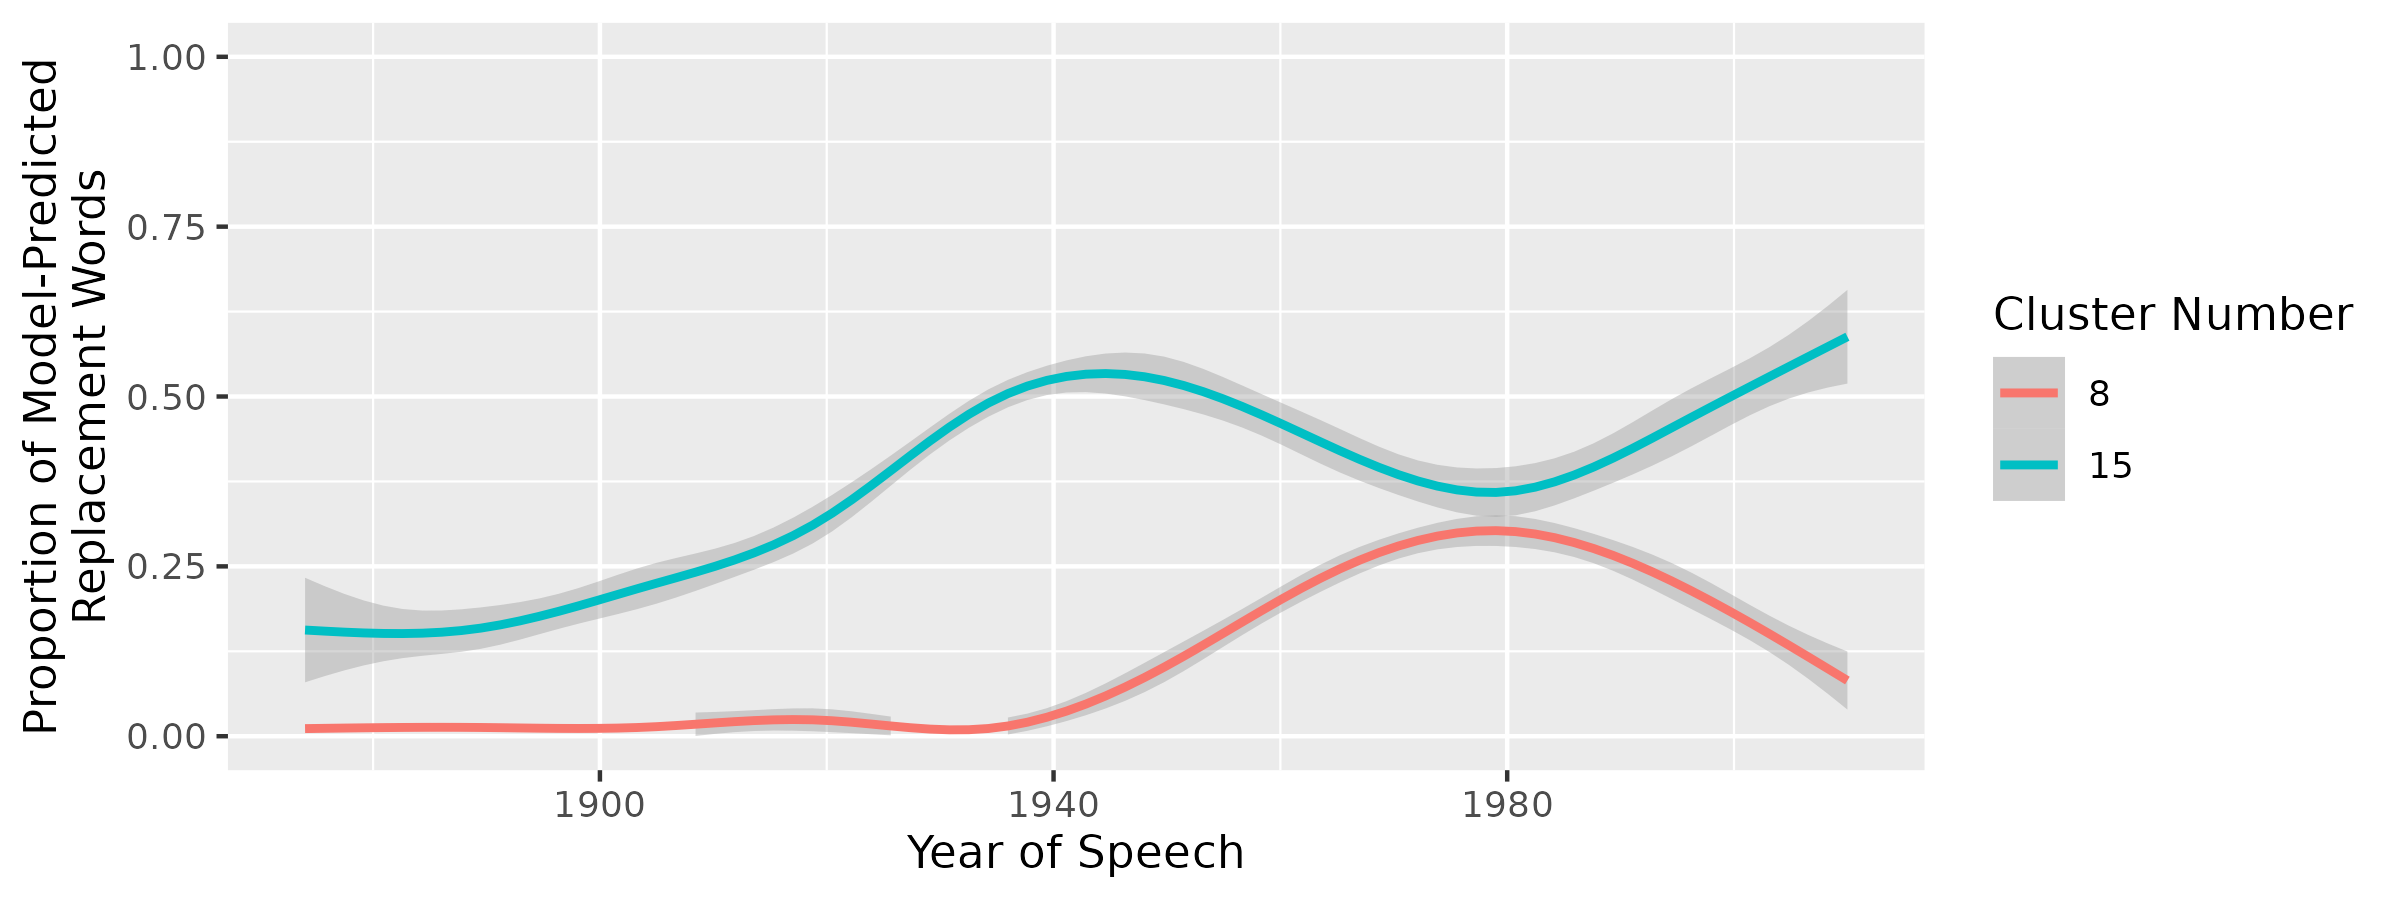 Proportion of Model-Predicted
Replacement Words
1.00
0.75
0.50
0.25
0.00
1900
1940
1980
Year of Speech
Cluster Number
8
15